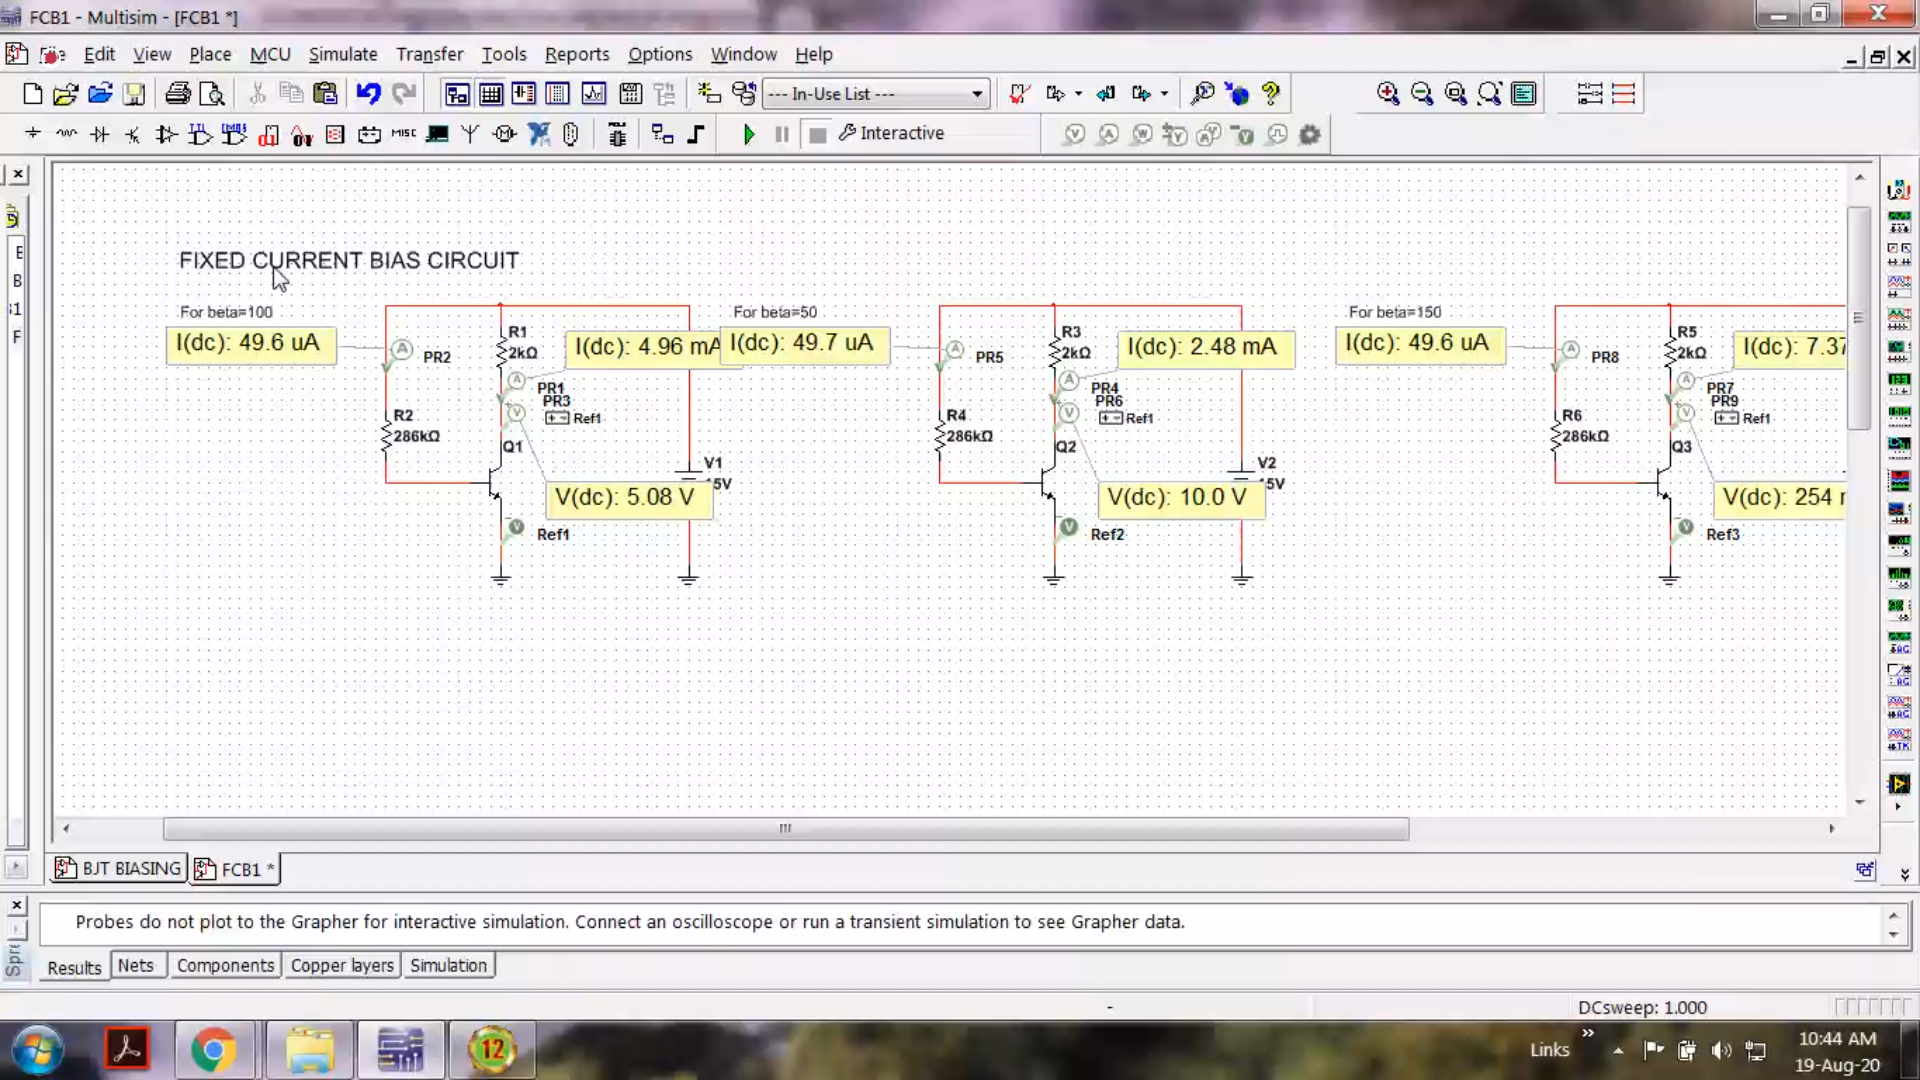 FCB1 - Multisim - [FCB1 *]
Edit View Place MCU Simulate Transfer Tools Reports Options Window Help
--- In-Use List ---
MISC
Interactive
FIXED CURRENT BIAS CIRCUIT
For beta=100
I(dc): 49.6 uA
PR2
R1
2kΩ
I(dc): 4.96 mA
PR1
PR3
Ref1
R2
286kΩ
Q1
V1
15V
V(dc): 5.08 V
Ref1
For beta=50
I(dc): 49.7 uA
PR5
R3
2kΩ
I(dc): 2.48 mA
PR4
PR6
Ref1
R4
286kΩ
Q2
V2
15V
V(dc): 10.0 V
Ref2
For beta=150
I(dc): 49.6 uA
PR8
R5
2kΩ
I(dc): 7.37
PR7
PR9
Ref1
R6
286kΩ
Q3
V(dc): 254
Ref3
BJT BIASING FCB1 *
Probes do not plot to the Grapher for interactive simulation. Connect an oscilloscope or run a transient simulation to see Grapher data.
Results Nets Components Copper layers Simulation
-
DCsweep: 1.000
12
Links
10:44 AM
19-Aug-20